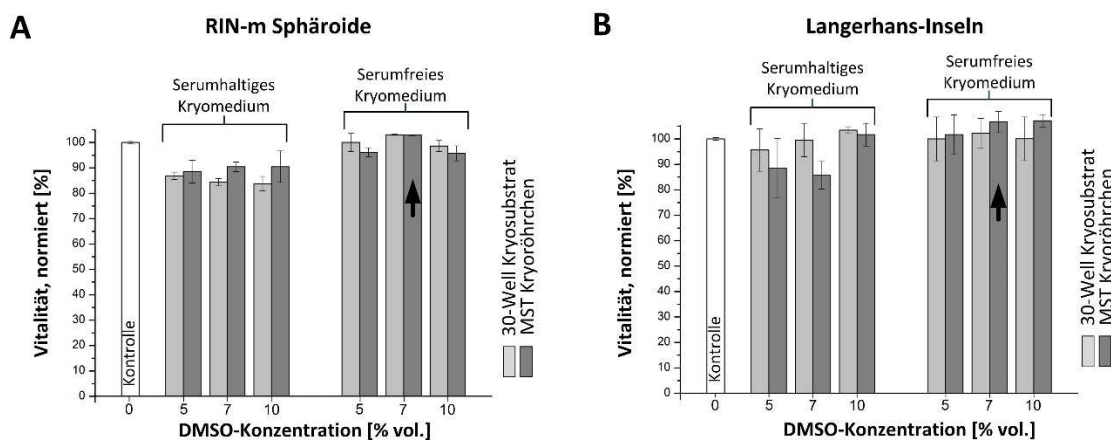 A
RIN-m Sphäroide
Serumhaltiges
Kryomedium
Serumfreies
Kryomedium
Vitalität, normiert [%]
100
90
80
70
60
50
40
30
20
10
0
Kontrolle
0
5
7
10
5
7
10
DMSO-Konzentration [% vol.]
30-Well Kryosubstrat
MST Kryoröhrchen
B
Langerhans-Inseln
Serumhaltiges
Kryomedium
Serumfreies
Kryomedium
Vitalität, normiert [%]
100
90
80
70
60
50
40
30
20
10
0
Kontrolle
0
5
7
10
5
7
10
DMSO-Konzentration [% vol.]
30-Well Kryosubstrat
MST Kryoröhrchen